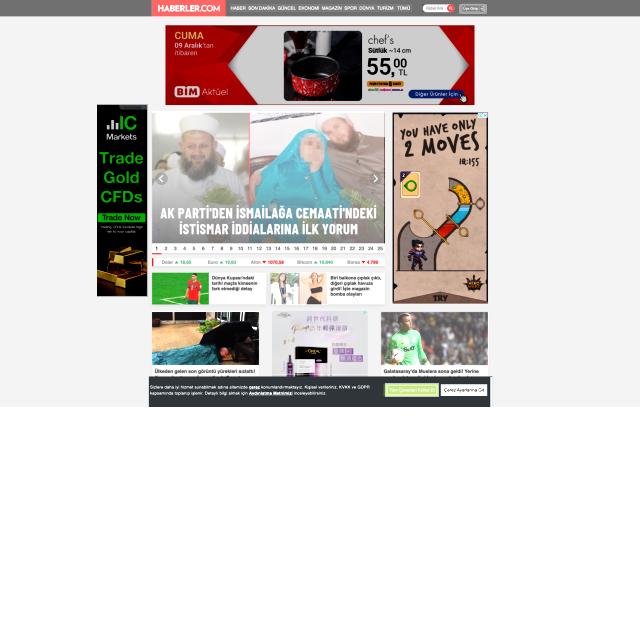 HABERLER.COM
HABER SON DAKİKA GÜNCEL EKONOMİ MAGAZİN SPOR DÜNYA TURİZM TÜMÜ
Üye Girişi
CUMA
09 Aralık'tan
itibaren
BİM Aktüel
chef's
Sütlük ~14 cm
55,00
TL
Diğer Ürünler İçin
IC
Markets
Trade
Gold
CFDs
Trade Now
AK PARTİ'DEN İSMAİLAĞA CEMAATİ'NDEKİ
İSTİSMAR İDDİALARINA İLK YORUM
YOU HAVE ONLY
2 MOVES
18:155
2
TRY
1 2 3 4 5 6 7 8 9 10 11 12 13 14 15 16 17 18 19 20 21 22 23 24 25
Dolar 18,65 Euro 19,63 Altın 1070,58 Bitcoin 16,840 Borsa 4.799
Dünya Kupası'ndaki
tarihi maçta kimsenin
fark etmediği detay
Biri balkona çıplak çıktı,
diğeri çıplak havuza
girdi! İşte magazin
bomba olayları
L'ORÉAL
Ülkeden gelen son görüntü yürekleri sızlattı!
Galatasaray'da Muslera sona geldi! Yerine
Sizlere daha iyi hizmet sunabilmek adına sitemizde çerez konumlandırmaktayız. Kişisel verileriniz, KVKK ve GDPR
kapsamında toplanıp işlenir. Detaylı bilgi almak için Aydınlatma Metnimizi inceleyebilirsiniz.
Çerez Ayarlarına Git